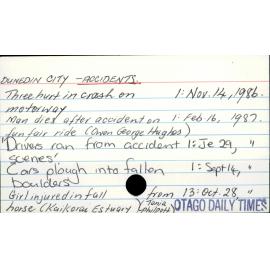 DUNEDIN CITY - ACCIDENTS.
Three hurt in crash on 1: Nov. 14, 1986.
motorway
Man dies after accident on 1: Feb 16, 1987.
fun fair ride (Owen George Hughes)
"Drivers ran from accident 1: Je 29, "
scenes'
Cars plough into fallen 1: Sept 14, "
boulders
Girl injured in fall from 13: Oct. 28, "
horse (Kaikorai Estuary) Tania
Philpott
OTAGO DAILY TIMES